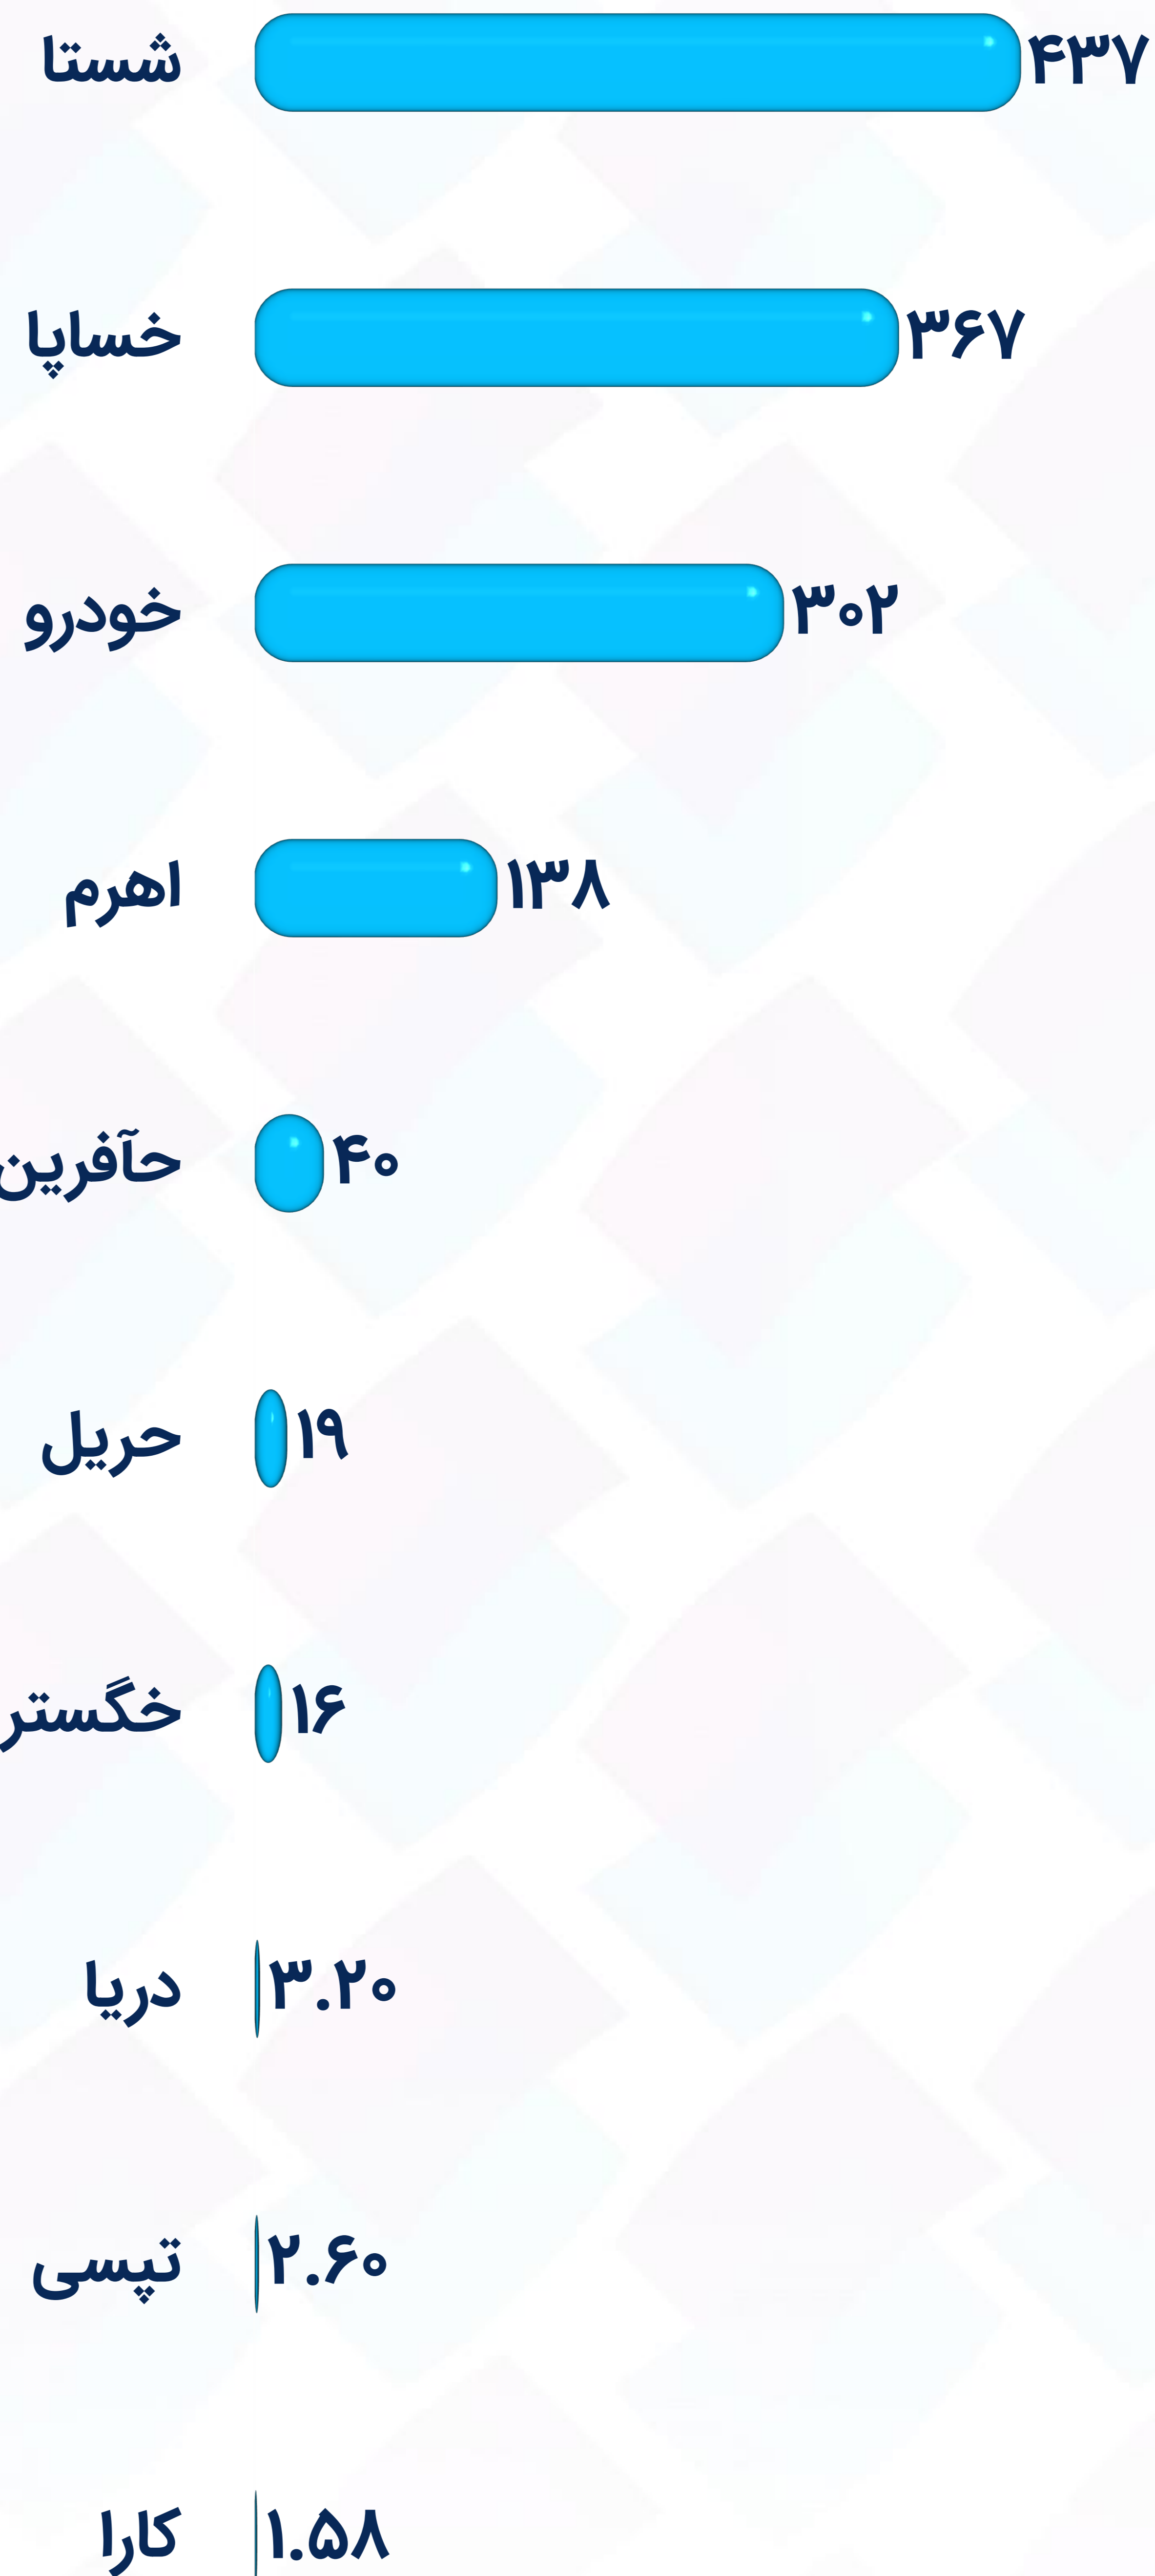 شستا ۴۳۷
خساپا ۳۶۷
خودرو ۳۰۲
اهرم ۱۳۸
حآفرین ۴۰
حریل ۱۹
خگستر ۱۶
دریا ۳.۲۰
تپسی ۲.۶۰
کارا ۱.۵۸